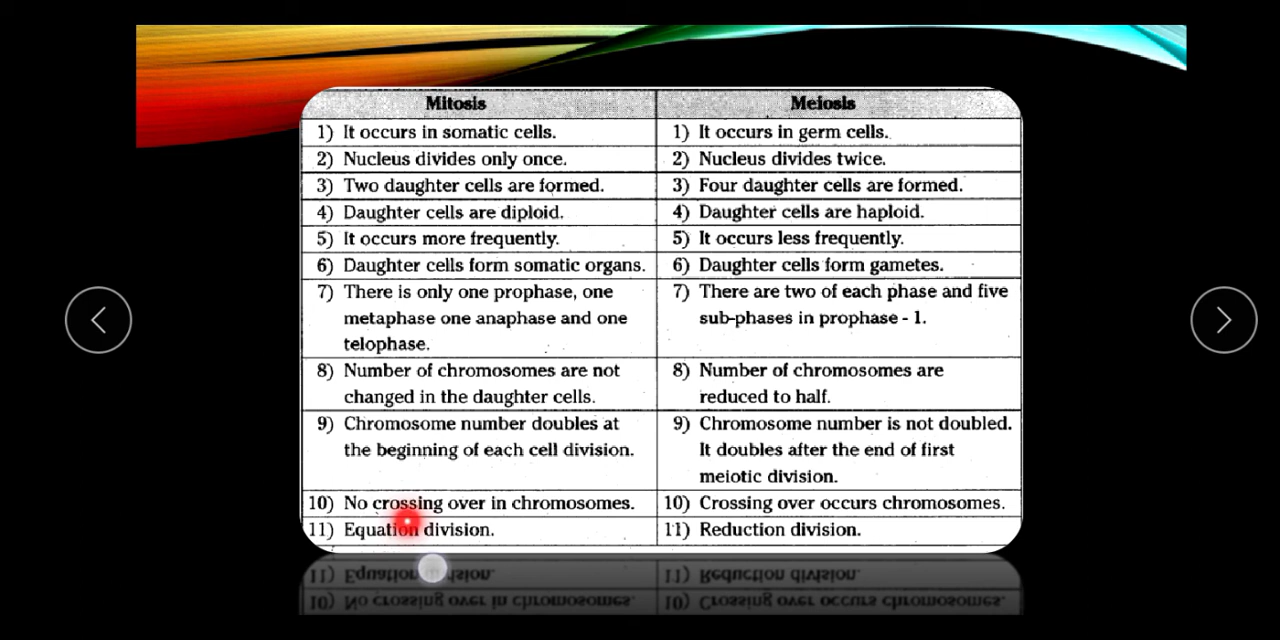 Mitosis
Meiosis
1) It occurs in somatic cells.
1) It occurs in germ cells.
2) Nucleus divides only once.
2) Nucleus divides twice.
3) Two daughter cells are formed.
3) Four daughter cells are formed.
4) Daughter cells are diploid.
4) Daughter cells are haploid.
5) It occurs more frequently.
5) It occurs less frequently.
6) Daughter cells form somatic organs.
6) Daughter cells form gametes.
7) There is only one prophase, one
metaphase one anaphase and one
telophase.
7) There are two of each phase and five
sub-phases in prophase - 1.
8) Number of chromosomes are not
changed in the daughter cells.
8) Number of chromosomes are
reduced to half.
9) Chromosome number doubles at
the beginning of each cell division.
9) Chromosome number is not doubled.
It doubles after the end of first
meiotic division.
10) No crossing over in chromosomes.
10) Crossing over occurs chromosomes.
11) Equation division.
11) Reduction division.